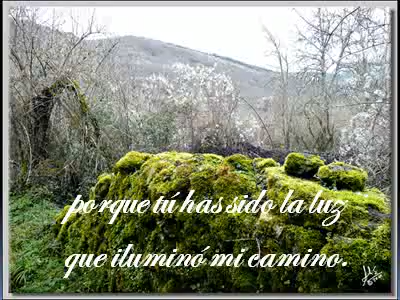 porque tú has sido la luz
que iluminó mi camino.